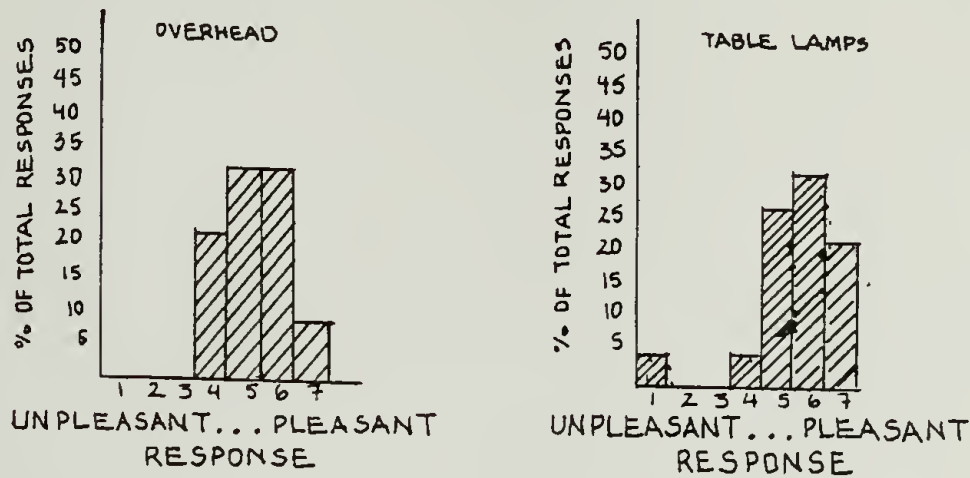 OVERHEAD
% OF TOTAL RESPONSES
50
45
40
35
30
25
20
15
10
5
1 2 3 4 5 6 7
UNPLEASANT... PLEASANT
RESPONSE
TABLE LAMPS
% OF TOTAL RESPONSES
50
45
40
35
30
25
20
15
10
5
1 2 3 4 5 6 7
UNPLEASANT... PLEASANT
RESPONSE